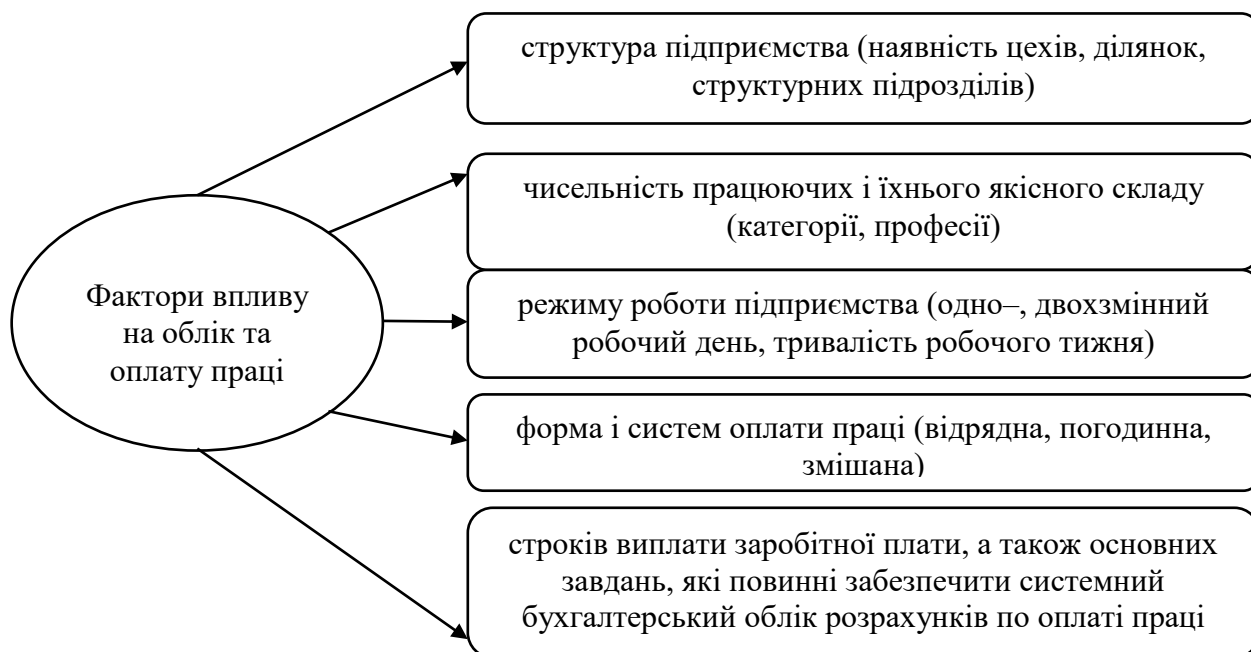 структура підприємства (наявність цехів, ділянок,
структурних підрозділів)
чисельність працюючих і їхнього якісного складу
(категорії, професії)
Фактори впливу
на облік та
оплату праці
режиму роботи підприємства (одно–, двохзмінний
робочий день, тривалість робочого тижня)
форма і систем оплати праці (відрядна, погодинна,
змішана)
строків виплати заробітної плати, а також основних
завдань, які повинні забезпечити системний
бухгалтерський облік розрахунків по оплаті праці